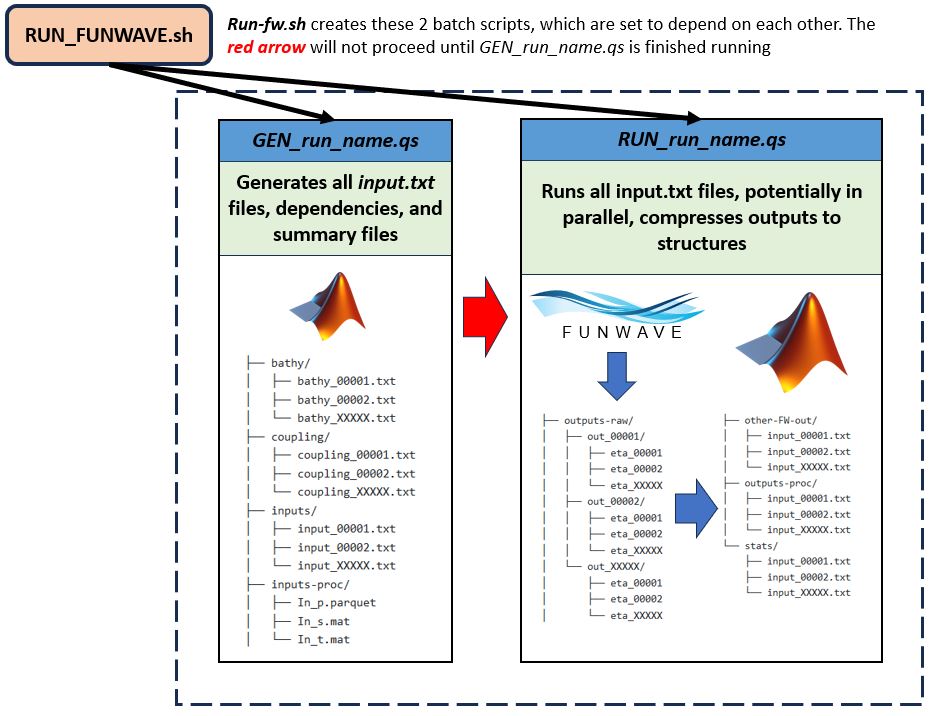 RUN_FUNWAVE.sh
Run-fw.sh creates these 2 batch scripts, which are set to depend on each other. The
red arrow will not proceed until GEN_run_name.qs is finished running
GEN_run_name.qs
Generates all input.txt
files, dependencies, and
summary files
├── bathy/
│   ├── bathy_00001.txt
│   ├── bathy_00002.txt
│   └── bathy_XXXXX.txt
├── coupling/
│   ├── coupling_00001.txt
│   ├── coupling_00002.txt
│   └── coupling_XXXXX.txt
├── inputs/
│   ├── input_00001.txt
│   ├── input_00002.txt
│   └── input_XXXXX.txt
├── inputs-proc/
│   ├── In_p.parquet
│   ├── In_s.mat
│   └── In_t.mat
RUN_run_name.qs
Runs all input.txt files, potentially in
parallel, compresses outputs to
structures
FUNWAVE
├── outputs-raw/
│   ├── out_00001/
│   │   ├── eta_00001
│   │   ├── eta_00002
│   │   └── eta_XXXXX
│   ├── out_00002/
│   │   ├── eta_00001
│   │   ├── eta_00002
│   │   └── eta_XXXXX
│   └── out_XXXXX/
│       ├── eta_00001
│       ├── eta_00002
│       └── eta_XXXXX
├── other-FW-out/
│   ├── input_00001.txt
│   ├── input_00002.txt
│   └── input_XXXXX.txt
├── outputs-proc/
│   ├── input_00001.txt
│   ├── input_00002.txt
│   └── input_XXXXX.txt
└── stats/
    ├── input_00001.txt
    ├── input_00002.txt
    └── input_XXXXX.txt